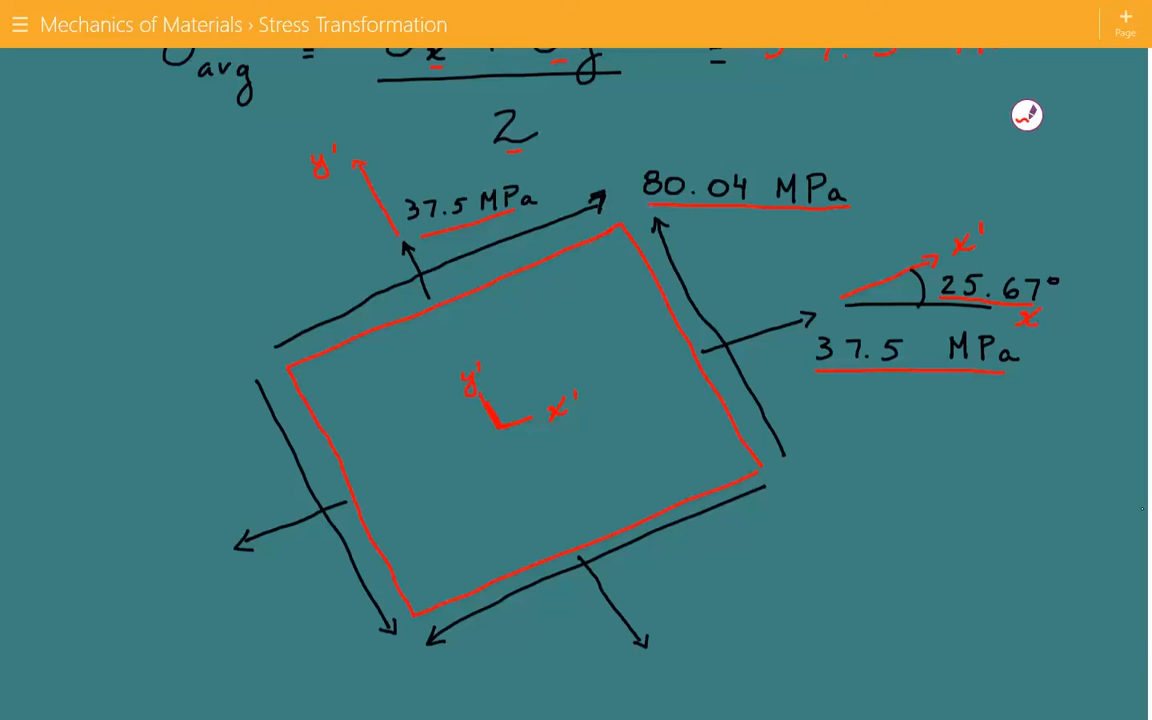 Mechanics of Materials › Stress Transformation
Page
avg =
=
2
y'
37.5 MPa
80.04 MPa
x'
25.67°
x
37.5 MPa
y'
x'